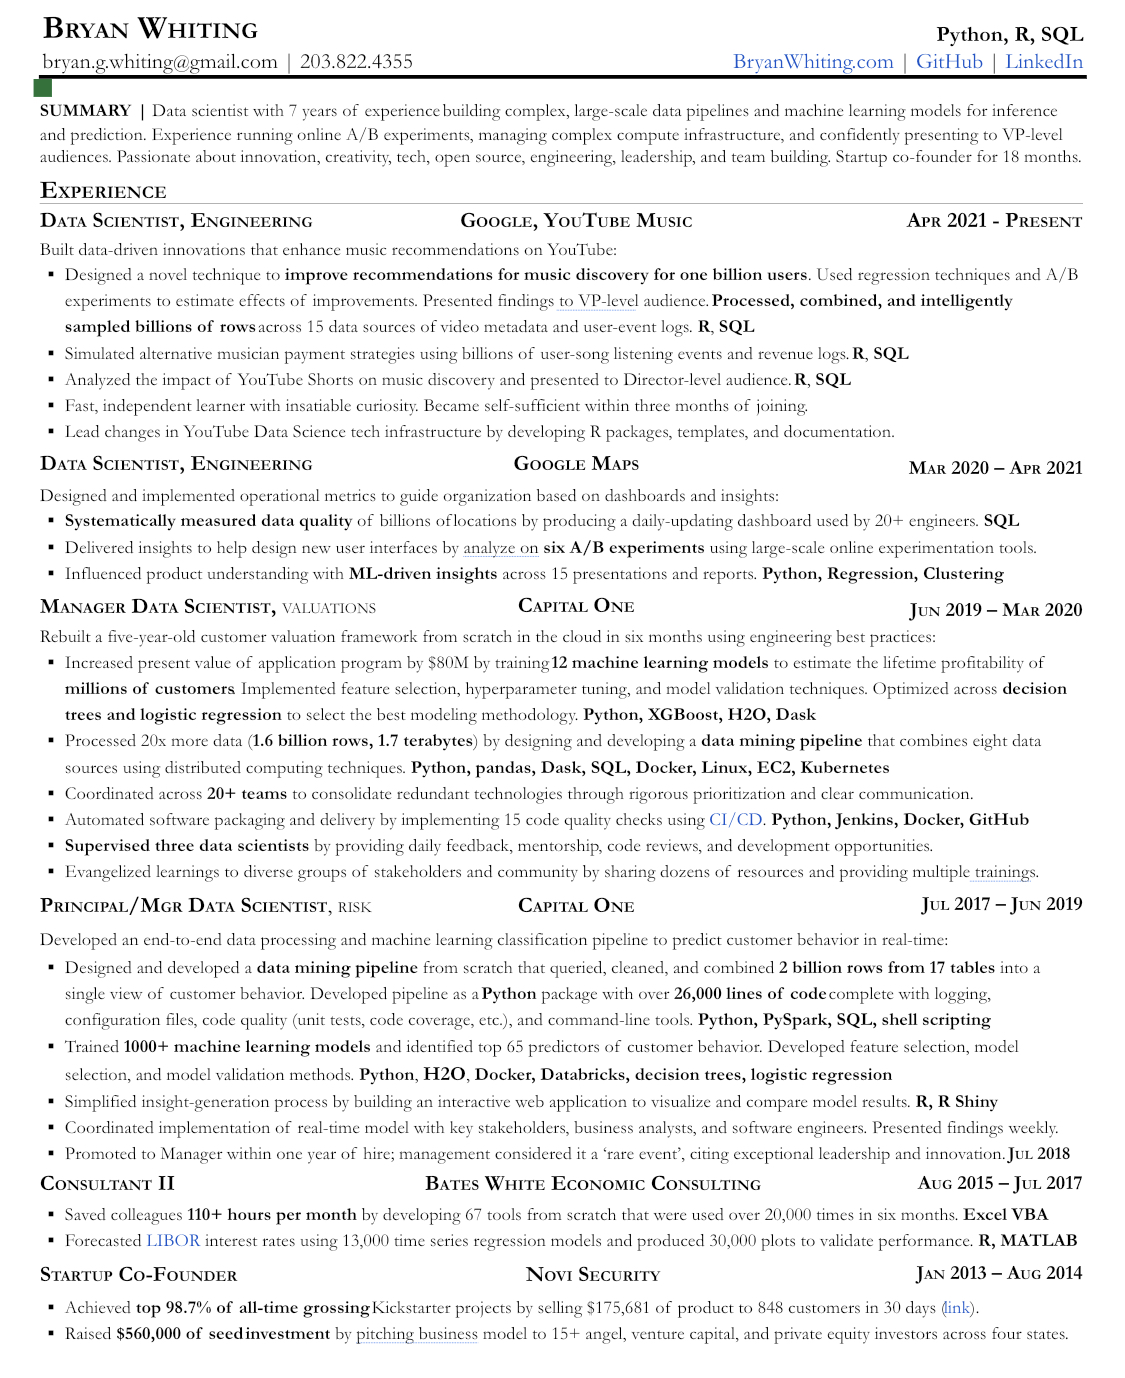 BRYAN WHITING
Python, R, SQL
bryan.g.whiting@gmail.com | 203.822.4355
BryanWhiting.com | GitHub | LinkedIn
SUMMARY | Data scientist with 7 years of experience building complex, large-scale data pipelines and machine learning models for inference
and prediction. Experience running online A/B experiments, managing complex compute infrastructure, and confidently presenting to VP-level
audiences. Passionate about innovation, creativity, tech, open source, engineering, leadership, and team building. Startup co-founder for 18 months.
EXPERIENCE
DATA SCIENTIST, ENGINEERING GOOGLE, YOUTUBE MUSIC APR 2021 - PRESENT
Built data-driven innovations that enhance music recommendations on YouTube:
▪ Designed a novel technique to improve recommendations for music discovery for one billion users. Used regression techniques and A/B
experiments to estimate effects of improvements. Presented findings to VP-level audience. Processed, combined, and intelligently
sampled billions of rows across 15 data sources of video metadata and user-event logs. R, SQL
▪ Simulated alternative musician payment strategies using billions of user-song listening events and revenue logs. R, SQL
▪ Analyzed the impact of YouTube Shorts on music discovery and presented to Director-level audience. R, SQL
▪ Fast, independent learner with insatiable curiosity. Became self-sufficient within three months of joining.
▪ Lead changes in YouTube Data Science tech infrastructure by developing R packages, templates, and documentation.
DATA SCIENTIST, ENGINEERING GOOGLE MAPS MAR 2020 – APR 2021
Designed and implemented operational metrics to guide organization based on dashboards and insights:
▪ Systematically measured data quality of billions of locations by producing a daily-updating dashboard used by 20+ engineers. SQL
▪ Delivered insights to help design new user interfaces by analyze on six A/B experiments using large-scale online experimentation tools.
▪ Influenced product understanding with ML-driven insights across 15 presentations and reports. Python, Regression, Clustering
MANAGER DATA SCIENTIST, VALUATIONS CAPITAL ONE JUN 2019 – MAR 2020
Rebuilt a five-year-old customer valuation framework from scratch in the cloud in six months using engineering best practices:
▪ Increased present value of application program by $80M by training 12 machine learning models to estimate the lifetime profitability of
millions of customers. Implemented feature selection, hyperparameter tuning, and model validation techniques. Optimized across decision
trees and logistic regression to select the best modeling methodology. Python, XGBoost, H2O, Dask
▪ Processed 20x more data (1.6 billion rows, 1.7 terabytes) by designing and developing a data mining pipeline that combines eight data
sources using distributed computing techniques. Python, pandas, Dask, SQL, Docker, Linux, EC2, Kubernetes
▪ Coordinated across 20+ teams to consolidate redundant technologies through rigorous prioritization and clear communication.
▪ Automated software packaging and delivery by implementing 15 code quality checks using CI/CD. Python, Jenkins, Docker, GitHub
▪ Supervised three data scientists by providing daily feedback, mentorship, code reviews, and development opportunities.
▪ Evangelized learnings to diverse groups of stakeholders and community by sharing dozens of resources and providing multiple trainings.
PRINCIPAL/MGR DATA SCIENTIST, RISK CAPITAL ONE JUL 2017 – JUN 2019
Developed an end-to-end data processing and machine learning classification pipeline to predict customer behavior in real-time:
▪ Designed and developed a data mining pipeline from scratch that queried, cleaned, and combined 2 billion rows from 17 tables into a
single view of customer behavior. Developed pipeline as a Python package with over 26,000 lines of code complete with logging,
configuration files, code quality (unit tests, code coverage, etc.), and command-line tools. Python, PySpark, SQL, shell scripting
▪ Trained 1000+ machine learning models and identified top 65 predictors of customer behavior. Developed feature selection, model
selection, and model validation methods. Python, H2O, Docker, Databricks, decision trees, logistic regression
▪ Simplified insight-generation process by building an interactive web application to visualize and compare model results. R, R Shiny
▪ Coordinated implementation of real-time model with key stakeholders, business analysts, and software engineers. Presented findings weekly.
▪ Promoted to Manager within one year of hire; management considered it a ‘rare event’, citing exceptional leadership and innovation. JUL 2018
CONSULTANT II BATES WHITE ECONOMIC CONSULTING AUG 2015 – JUL 2017
▪ Saved colleagues 110+ hours per month by developing 67 tools from scratch that were used over 20,000 times in six months. Excel VBA
▪ Forecasted LIBOR interest rates using 13,000 time series regression models and produced 30,000 plots to validate performance. R, MATLAB
STARTUP CO-FOUNDER NOVI SECURITY JAN 2013 – AUG 2014
▪ Achieved top 98.7% of all-time grossing Kickstarter projects by selling $175,681 of product to 848 customers in 30 days (link).
▪ Raised $560,000 of seed investment by pitching business model to 15+ angel, venture capital, and private equity investors across four states.